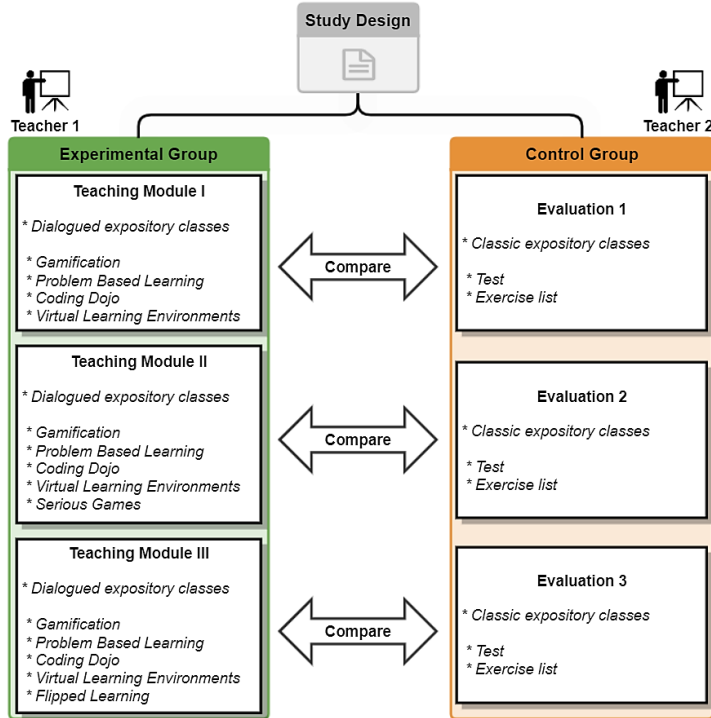 Study Design
Teacher 1
Teacher 2
Experimental Group
Teaching Module I
* Dialogued expository classes
* Gamification
* Problem Based Learning
* Coding Dojo
* Virtual Learning Environments
Teaching Module II
* Dialogued expository classes
* Gamification
* Problem Based Learning
* Coding Dojo
* Virtual Learning Environments
* Serious Games
Teaching Module III
* Dialogued expository classes
* Gamification
* Problem Based Learning
* Coding Dojo
* Virtual Learning Environments
* Flipped Learning
Compare
Compare
Compare
Control Group
Evaluation 1
* Classic expository classes
* Test
* Exercise list
Evaluation 2
* Classic expository classes
* Test
* Exercise list
Evaluation 3
* Classic expository classes
* Test
* Exercise list